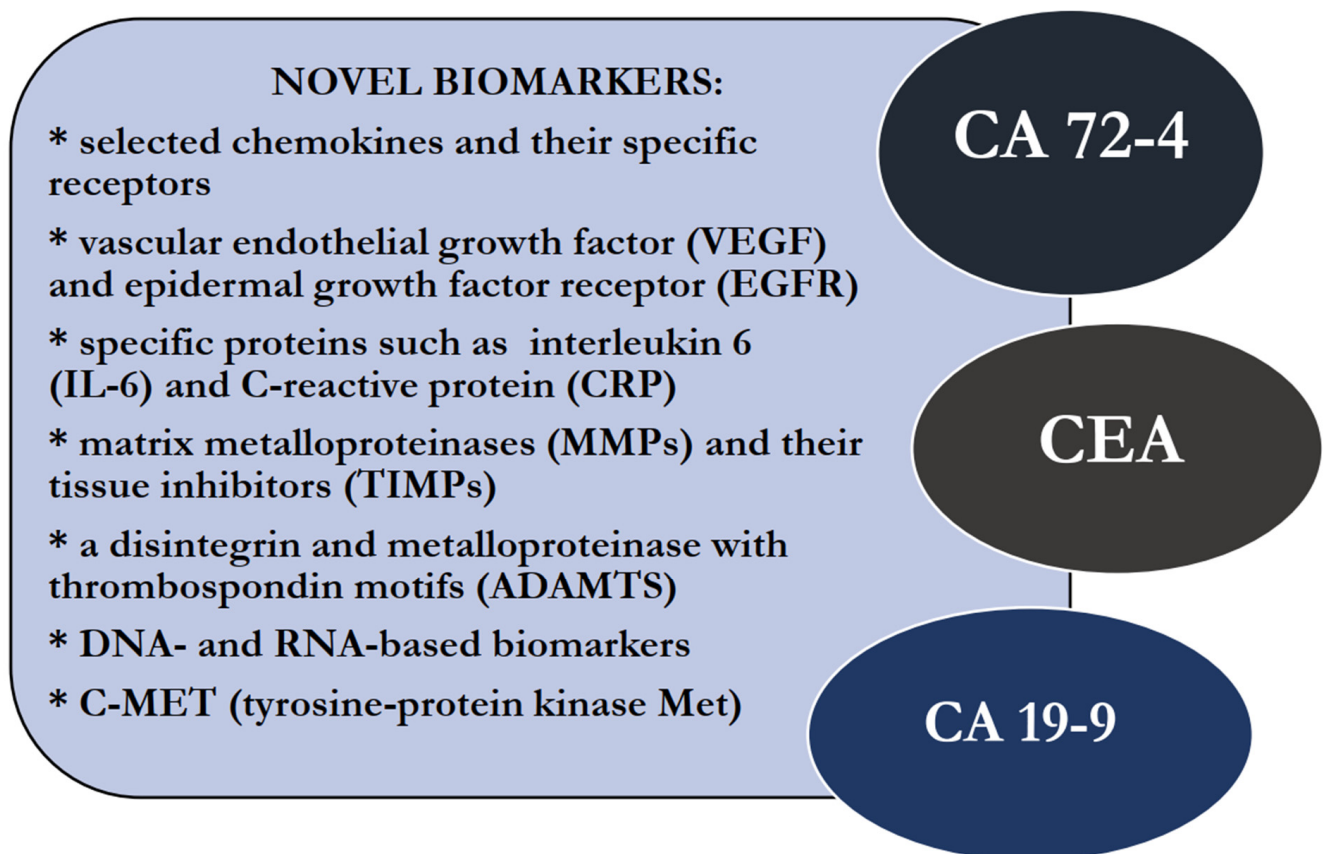 NOVEL BIOMARKERS:
* selected chemokines and their specific
receptors
* vascular endothelial growth factor (VEGF)
and epidermal growth factor receptor (EGFR)
* specific proteins such as interleukin 6
(IL-6) and C-reactive protein (CRP)
* matrix metalloproteinases (MMPs) and their
tissue inhibitors (TIMPs)
* a disintegrin and metalloproteinase with
thrombospondin motifs (ADAMTS)
* DNA- and RNA-based biomarkers
* C-MET (tyrosine-protein kinase Met)
CA 72-4
CEA
CA 19-9